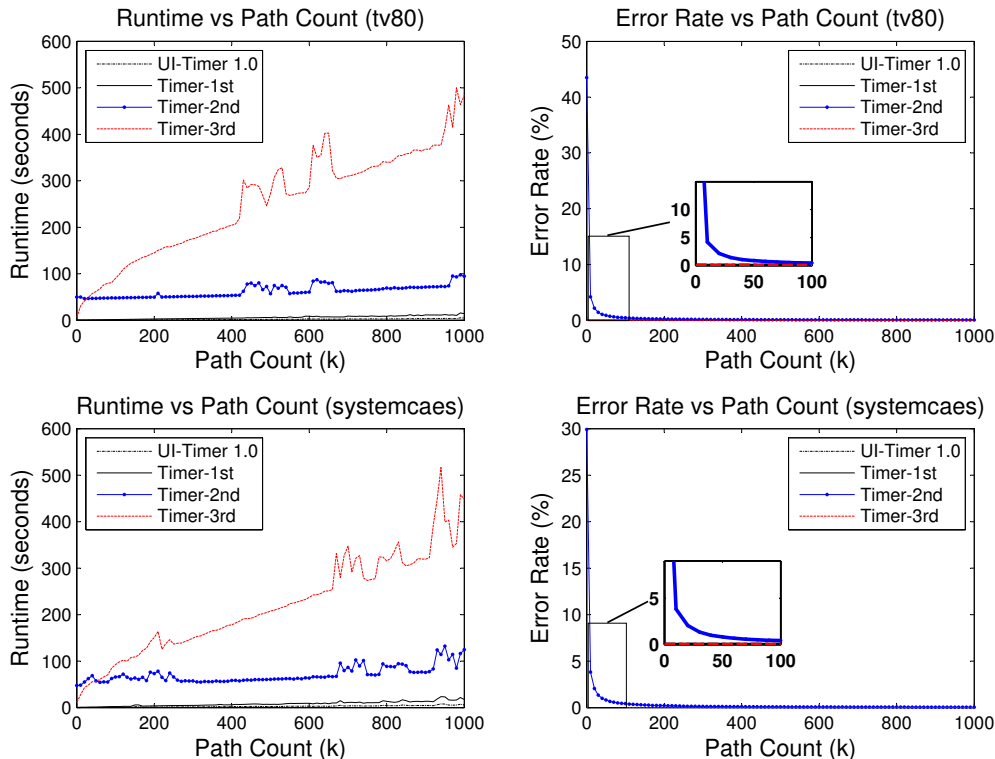 Runtime vs Path Count (tv80)
600
500
400
300
200
100
0
Runtime (seconds)
UI-Timer 1.0
Timer-1st
Timer-2nd
Timer-3rd
0 200 400 600 800 1000
Path Count (k)
Error Rate vs Path Count (tv80)
50
40
30
20
10
0
Error Rate (%)
UI-Timer 1.0
Timer-1st
Timer-2nd
Timer-3rd
10
5
0
0 50 100
0 200 400 600 800 1000
Path Count (k)
Runtime vs Path Count (systemcaes)
600
500
400
300
200
100
0
Runtime (seconds)
UI-Timer 1.0
Timer-1st
Timer-2nd
Timer-3rd
0 200 400 600 800 1000
Path Count (k)
Error Rate vs Path Count (systemcaes)
30
25
20
15
10
5
0
Error Rate (%)
UI-Timer 1.0
Timer-1st
Timer-2nd
Timer-3rd
5
0
0 50 100
0 200 400 600 800 1000
Path Count (k)